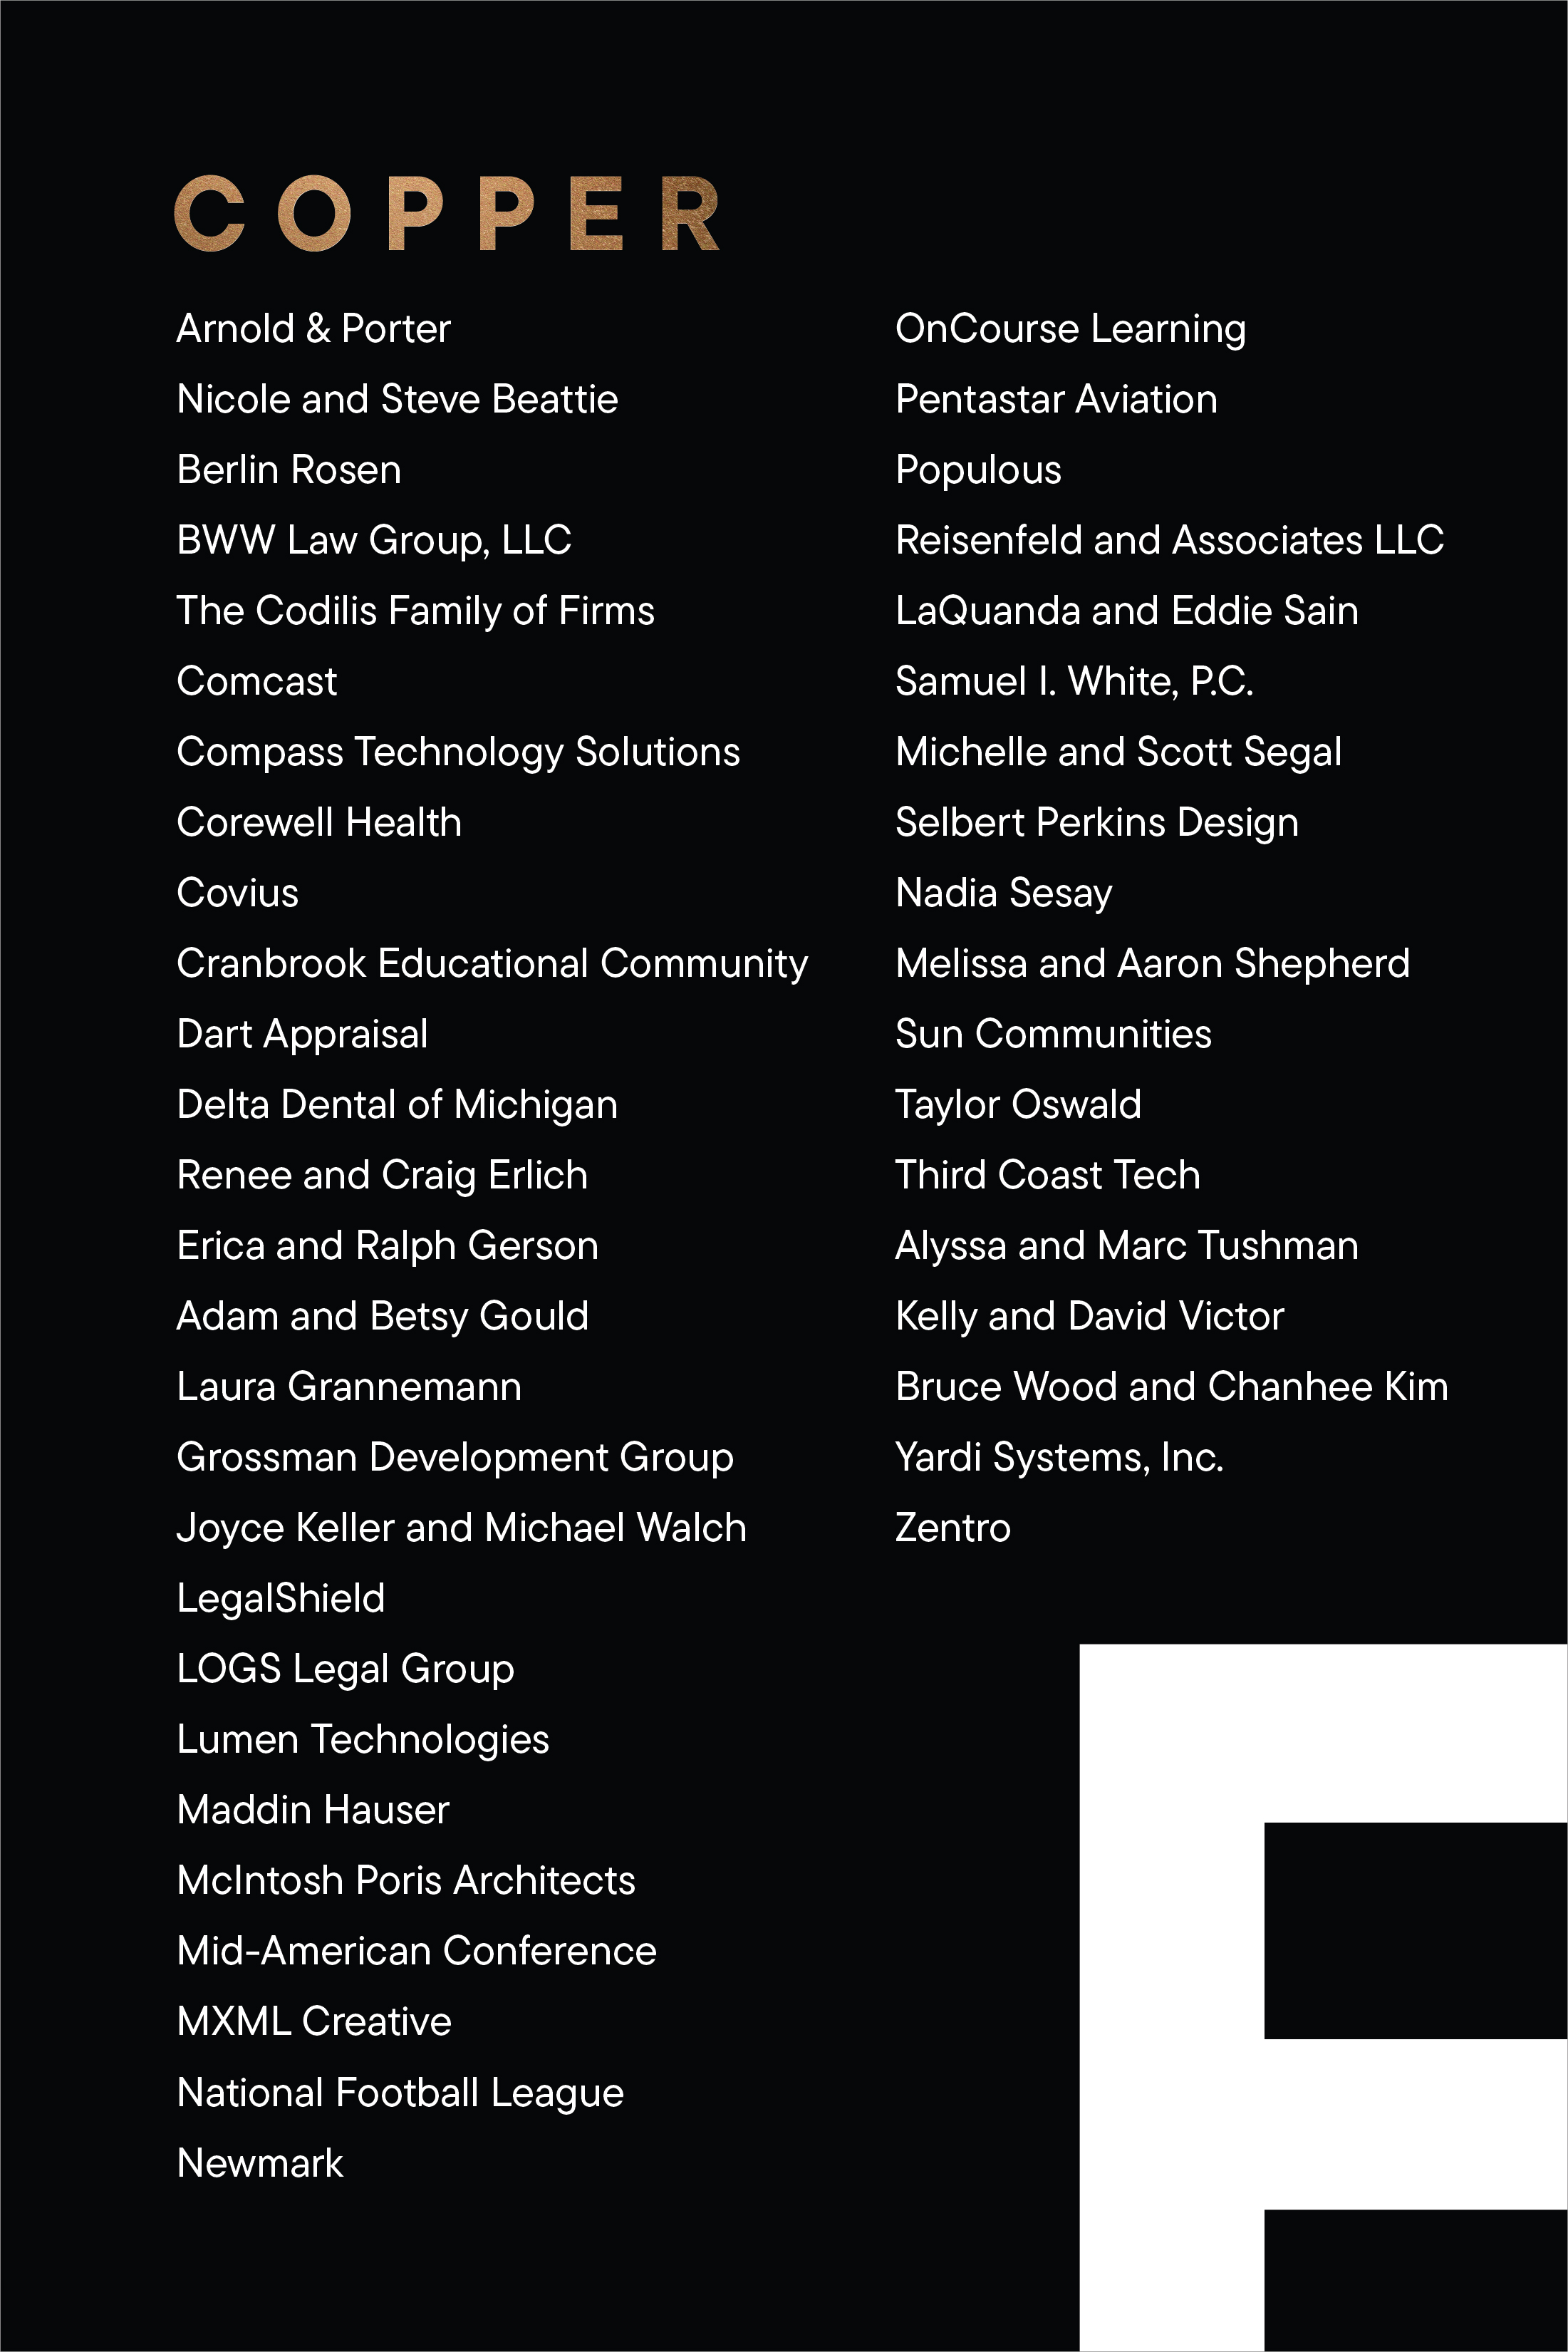 COPPER
Arnold & Porter
Nicole and Steve Beattie
Berlin Rosen
BWW Law Group, LLC
The Codilis Family of Firms
Comcast
Compass Technology Solutions
Corewell Health
Covius
Cranbrook Educational Community
Dart Appraisal
Delta Dental of Michigan
Renee and Craig Erlich
Erica and Ralph Gerson
Adam and Betsy Gould
Laura Grannemann
Grossman Development Group
Joyce Keller and Michael Walch
LegalShield
LOGS Legal Group
Lumen Technologies
Maddin Hauser
McIntosh Poris Architects
Mid-American Conference
MXML Creative
National Football League
Newmark
OnCourse Learning
Pentastar Aviation
Populous
Reisenfeld and Associates LLC
LaQuanda and Eddie Sain
Samuel I. White, P.C.
Michelle and Scott Segal
Selbert Perkins Design
Nadia Sesay
Melissa and Aaron Shepherd
Sun Communities
Taylor Oswald
Third Coast Tech
Alyssa and Marc Tushman
Kelly and David Victor
Bruce Wood and Chanhee Kim
Yardi Systems, Inc.
Zentro